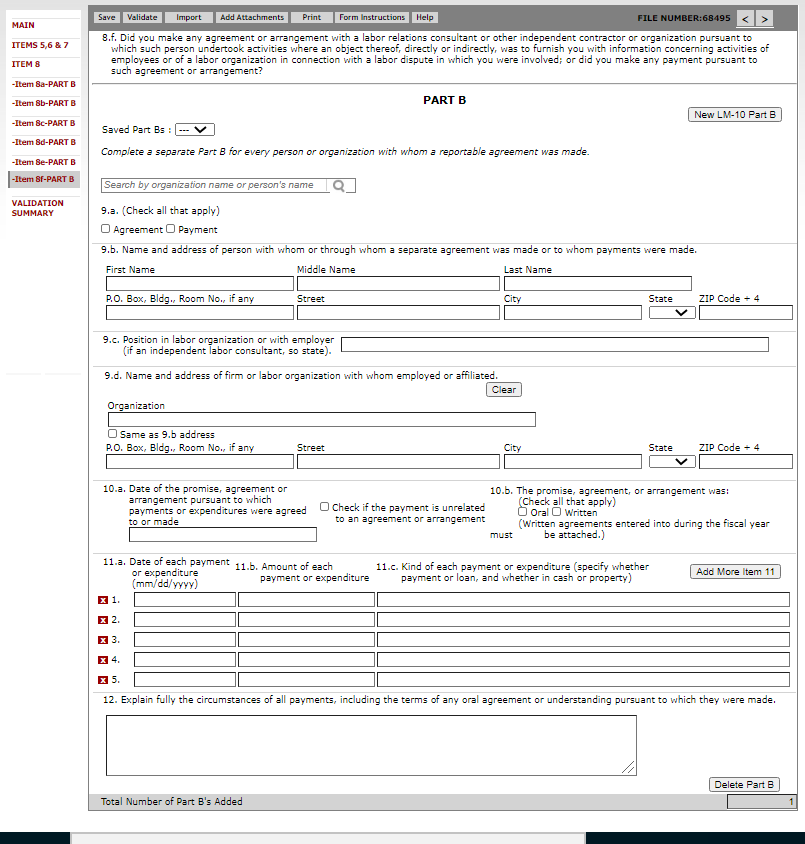 Save Validate Import Add Attachments Print Form Instructions Help FILE NUMBER:68495 < >
MAIN
ITEMS 5,6 & 7
ITEM 8
-Item 8a-PART B
-Item 8b-PART B
-Item 8c-PART B
-Item 8d-PART B
-Item 8e-PART B
-Item 8f-PART B
VALIDATION
SUMMARY
8.f. Did you make any agreement or arrangement with a labor relations consultant or other independent contractor or organization pursuant to
which such person undertook activities where an object thereof, directly or indirectly, was to furnish you with information concerning activities of
employees or of a labor organization in connection with a labor dispute in which you were involved; or did you make any payment pursuant to
such agreement or arrangement?
PART B
New LM-10 Part B
Saved Part Bs : ---
Complete a separate Part B for every person or organization with whom a reportable agreement was made.
Search by organization name or person's name
9.a. (Check all that apply)
Agreement Payment
9.b. Name and address of person with whom or through whom a separate agreement was made or to whom payments were made.
First Name Middle Name Last Name
P.O. Box, Bldg., Room No., if any Street City State ZIP Code + 4
9.c. Position in labor organization or with employer
(if an independent labor consultant, so state).
9.d. Name and address of firm or labor organization with whom employed or affiliated.
Clear
Organization
Same as 9.b address
P.O. Box, Bldg., Room No., if any Street City State ZIP Code + 4
10.a. Date of the promise, agreement or
arrangement pursuant to which
payments or expenditures were agreed
to or made
Check if the payment is unrelated
to an agreement or arrangement
10.b. The promise, agreement, or arrangement was:
(Check all that apply)
Oral Written
(Written agreements entered into during the fiscal year
must be attached.)
11.a. Date of each payment
or expenditure
(mm/dd/yyyy)
11.b. Amount of each
payment or expenditure
11.c. Kind of each payment or expenditure (specify whether
payment or loan, and whether in cash or property)
Add More Item 11
x 1.
x 2.
x 3.
x 4.
x 5.
12. Explain fully the circumstances of all payments, including the terms of any oral agreement or understanding pursuant to which they were made.
Delete Part B
Total Number of Part B's Added 1